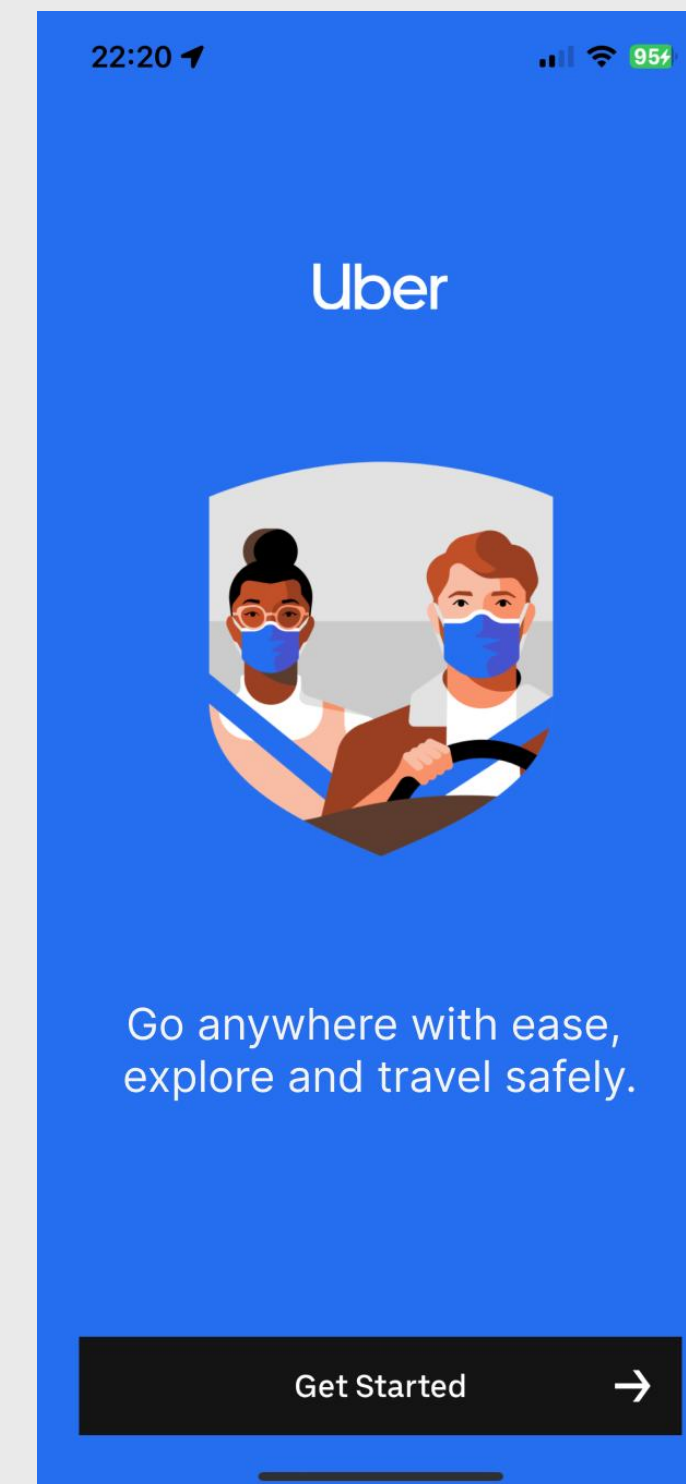 22:20
95
Uber
Go anywhere with ease,
explore and travel safely.
Get Started